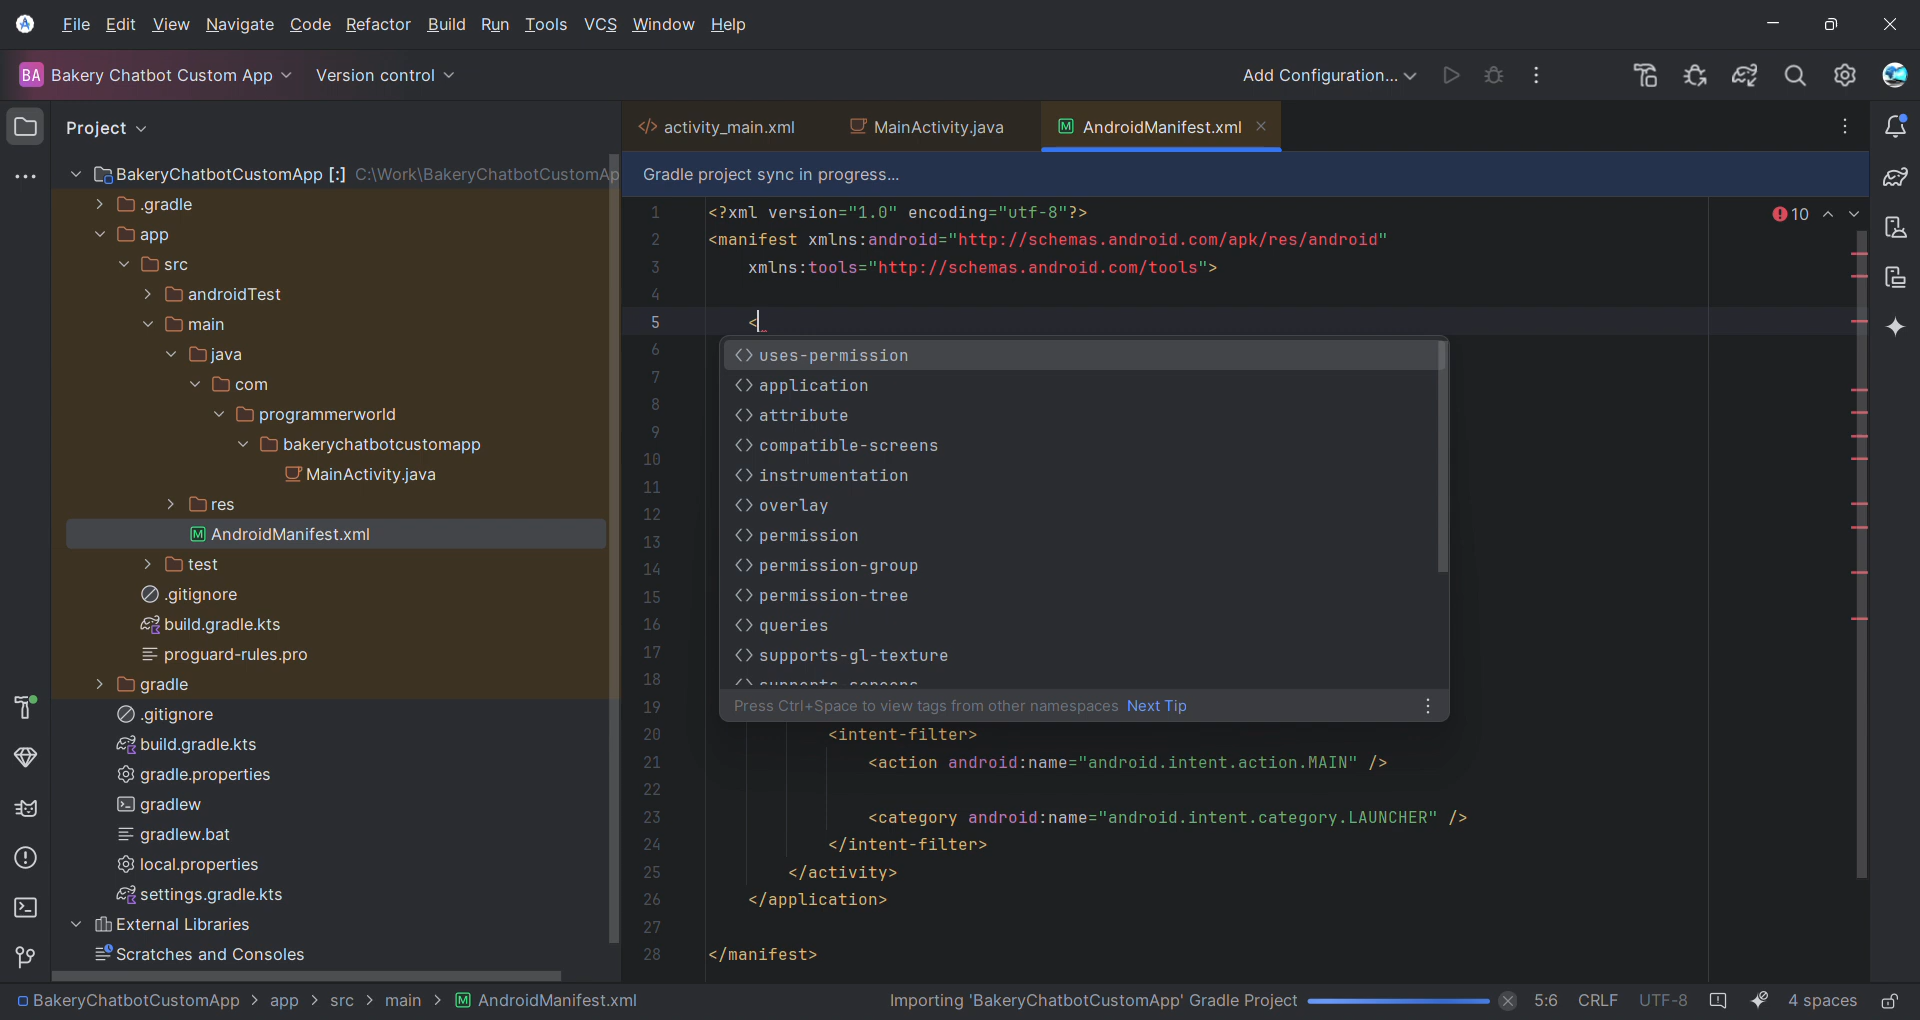 File Edit View Navigate Code Refactor Build Run Tools VCS Window Help
BA Bakery Chatbot Custom App Version control Add Configuration...
Project
activity_main.xml MainActivity.java AndroidManifest.xml
BakeryChatbotCustomApp [:] C:\Work\BakeryChatbotCustomAp
.gradle
app
src
androidTest
main
java
com
programmerworld
bakerychatbotcustomapp
MainActivity.java
res
AndroidManifest.xml
test
.gitignore
build.gradle.kts
proguard-rules.pro
gradle
.gitignore
build.gradle.kts
gradle.properties
gradlew
gradlew.bat
local.properties
settings.gradle.kts
External Libraries
Scratches and Consoles
Gradle project sync in progress...
10
1 <?xml version="1.0" encoding="utf-8"?>
2 <manifest xmlns:android="http://schemas.android.com/apk/res/android"
3 xmlns:tools="http://schemas.android.com/tools">
4
5 <
6 <> uses-permission
7 <> application
8 <> attribute
9 <> compatible-screens
10 <> instrumentation
11 <> overlay
12 <> permission
13 <> permission-group
14 <> permission-tree
15 <> queries
16 <> supports-gl-texture
17 <> supports-screens
18
19 Press Ctrl+Space to view tags from other namespaces Next Tip
20 <intent-filter>
21 <action android:name="android.intent.action.MAIN" />
22
23 <category android:name="android.intent.category.LAUNCHER" />
24 </intent-filter>
25 </activity>
26 </application>
27
28 </manifest>
BakeryChatbotCustomApp > app > src > main > AndroidManifest.xml Importing 'BakeryChatbotCustomApp' Gradle Project 5:6 CRLF UTF-8 4 spaces